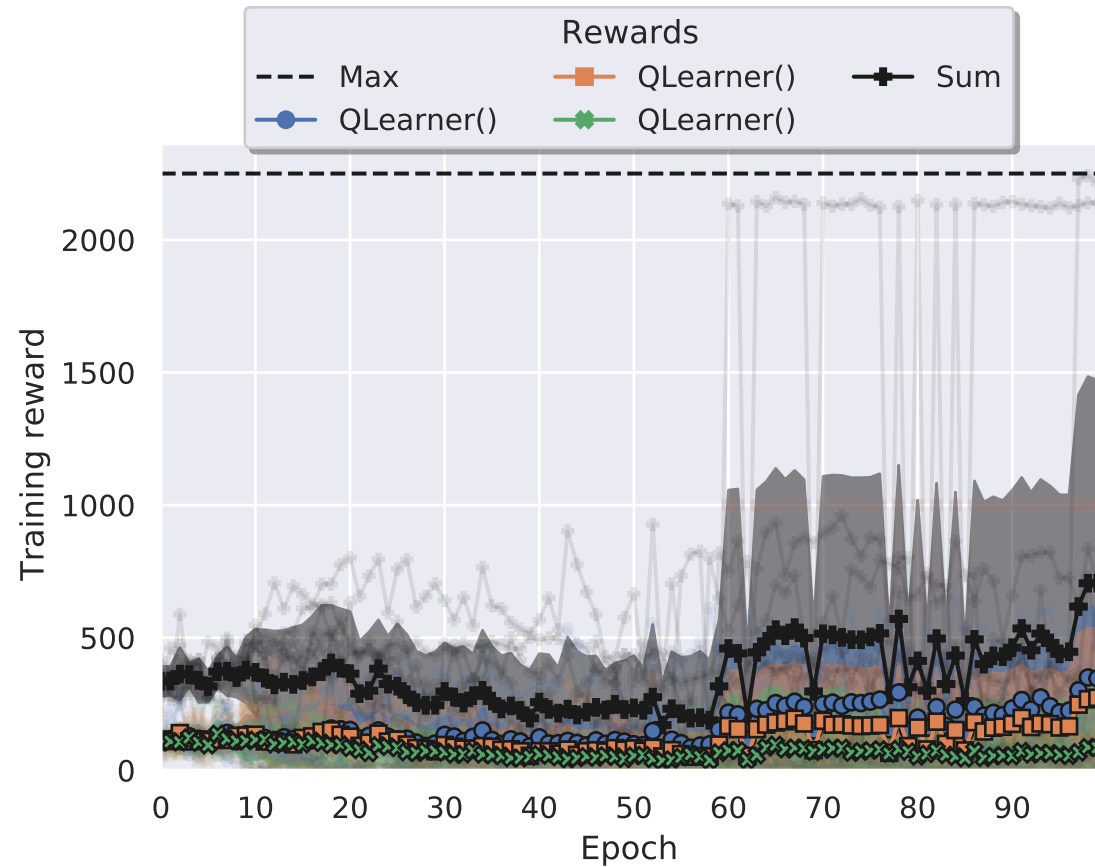 Rewards
Max QLearner() Sum
QLearner() QLearner()
2000
1500
1000
500
0
Training reward
0 10 20 30 40 50 60 70 80 90
Epoch